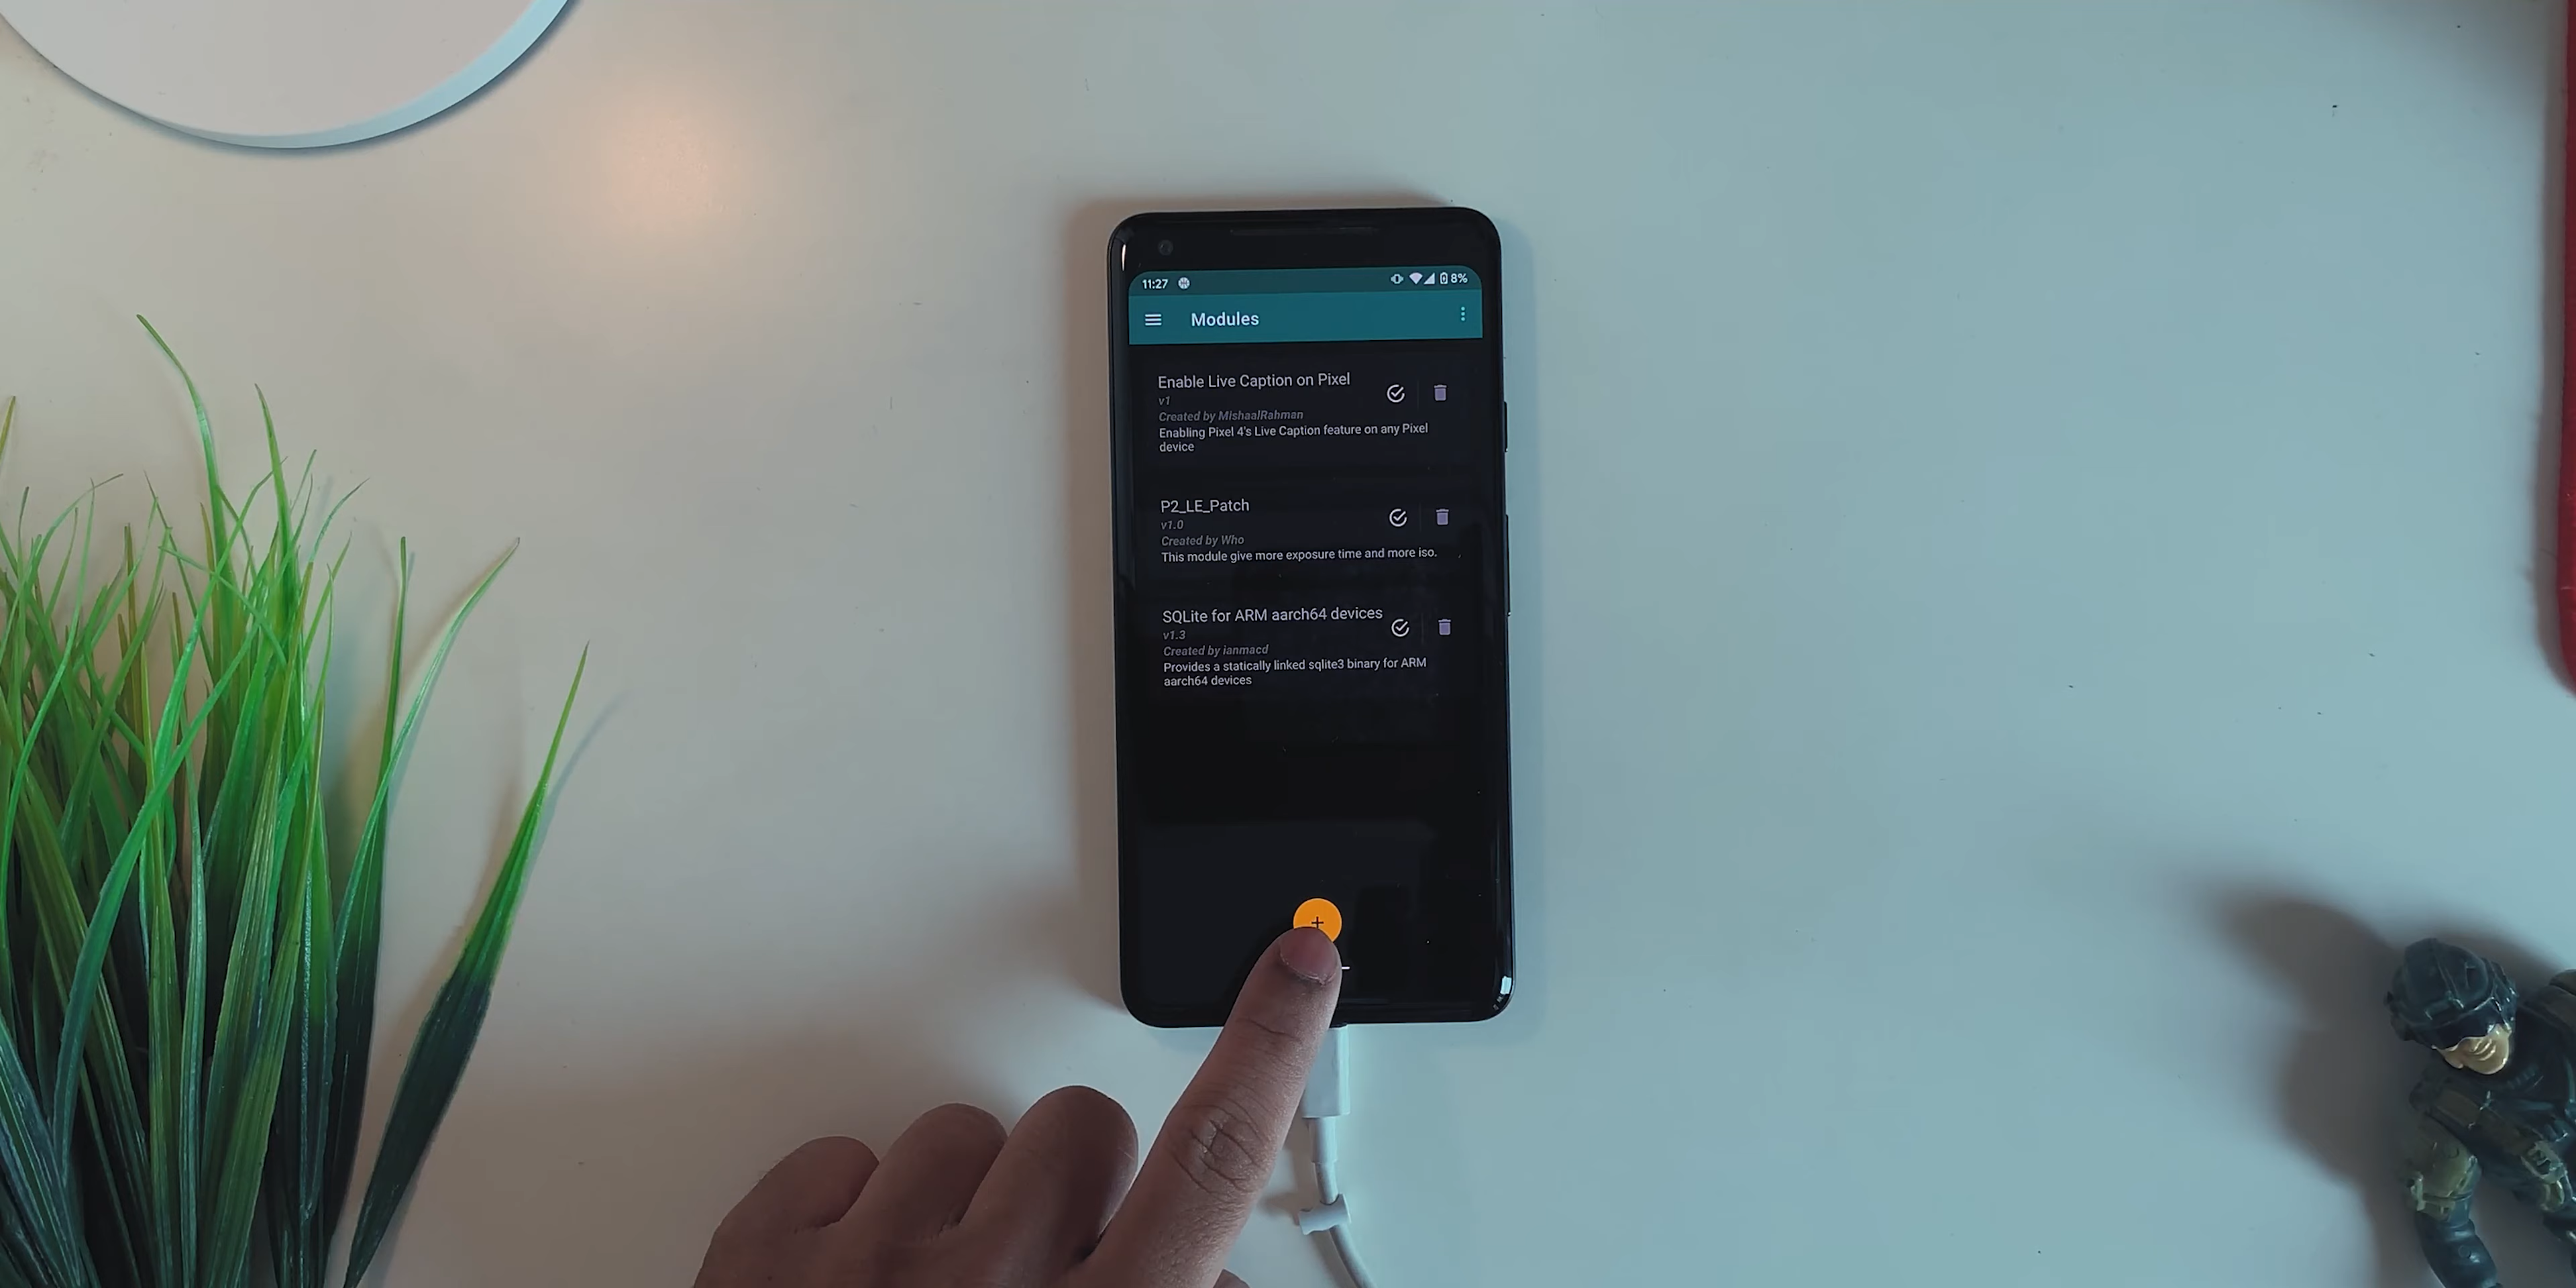 11:27 8%
Modules
Enable Live Caption on Pixel
v1
Created by MishaalRahman
Enabling Pixel 4's Live Caption feature on any Pixel
device
P2_LE_Patch
v1.0
Created by Who
This module give more exposure time and more iso.
SQLite for ARM aarch64 devices
v1.3
Created by ianmacd
Provides a statically linked sqlite3 binary for ARM
aarch64 devices